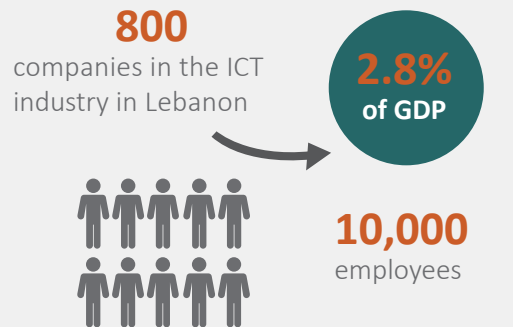 800
companies in the ICT
industry in Lebanon
2.8%
of GDP
10,000
employees